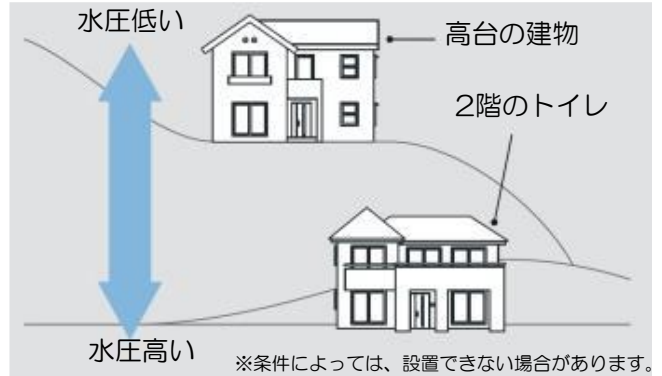 水圧低い
高台の建物
2階のトイレ
水圧高い
※条件によっては、設置できない場合があります。